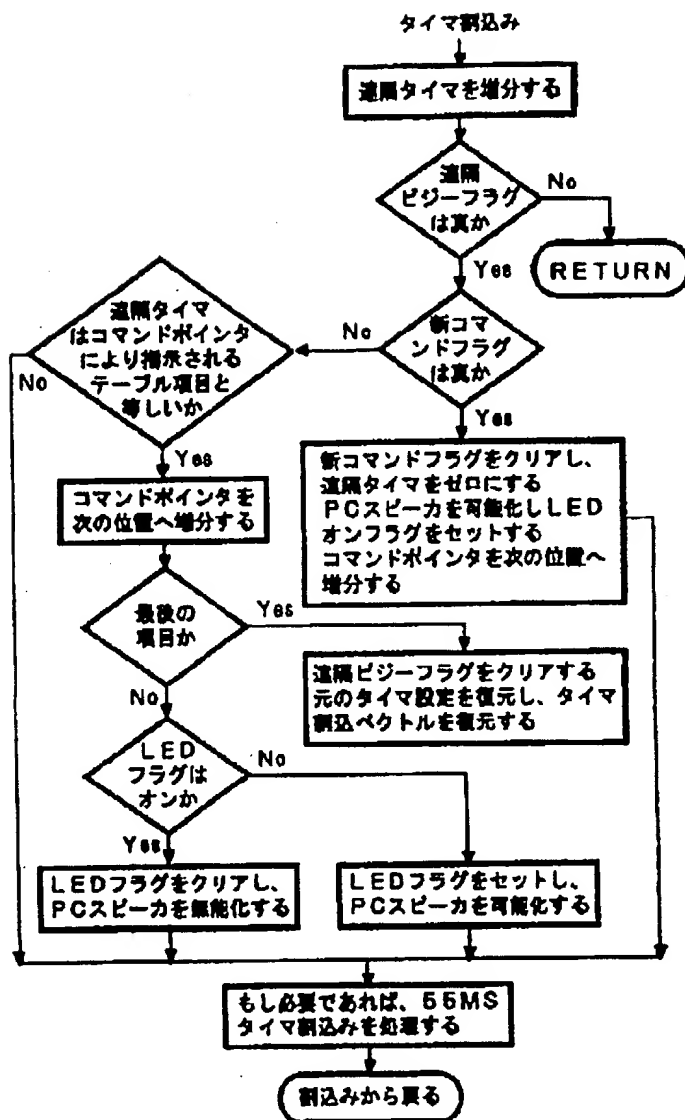 タイマ割込み
遠隔タイマを増分する
遠隔
ビジーフラグ
は真か
No
RETURN
Yes
遠隔タイマ
はコマンドポインタ
により指示される
テーブル項目と
等しいか
No
No
新コマ
ンドフラグ
は真か
Yes
Yes
コマンドポインタを
次の位置へ増分する
新コマンドフラグをクリアし、
遠隔タイマをゼロにする
PCスピーカを可能化しLED
オンフラグをセットする
コマンドポインタを次の位置へ
増分する
最後の
項目か
Yes
遠隔ビジーフラグをクリアする
元のタイマ設定を復元し、タイマ
割込ベクトルを復元する
No
LED
フラグは
オンか
No
Yes
LEDフラグをクリアし、
PCスピーカを無能化する
LEDフラグをセットし、
PCスピーカを可能化する
もし必要であれば、55MS
タイマ割込みを処理する
割込みから戻る